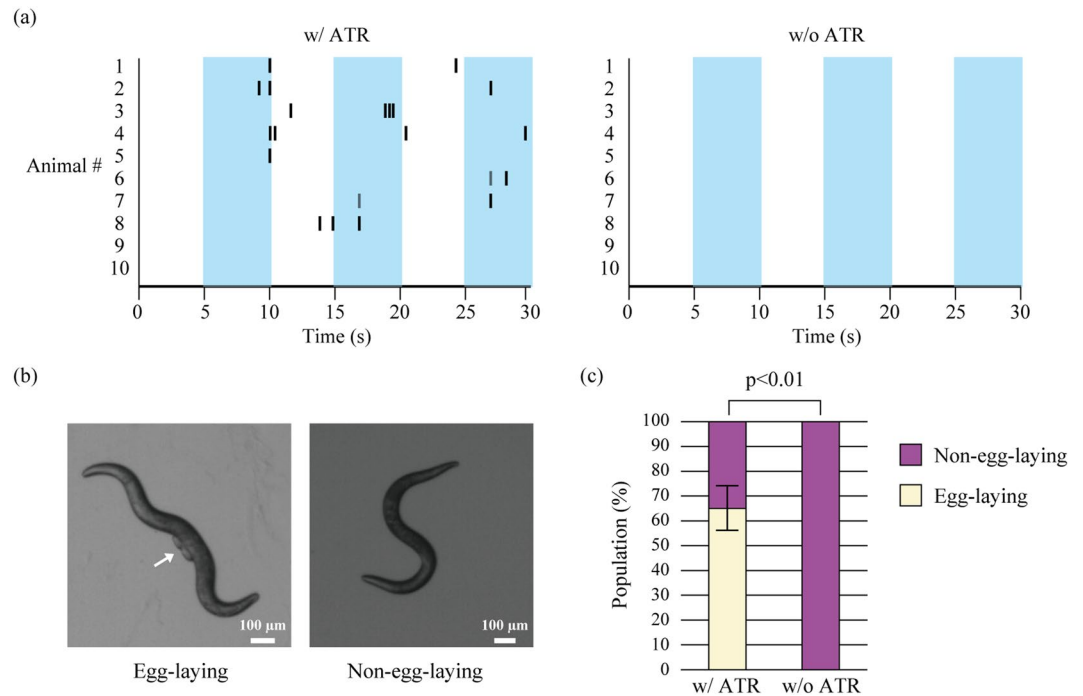 (a)
w/ ATR
w/o ATR
Animal #
1
2
3
4
5
6
7
8
9
10
1
2
3
4
5
6
7
8
9
10
0 5 10 15 20 25 30
0 5 10 15 20 25 30
Time (s)
Time (s)
(b)
100 μm
100 μm
Egg-laying
Non-egg-laying
(c)
p<0.01
Population (%)
100
90
80
70
60
50
40
30
20
10
0
w/ ATR w/o ATR
Non-egg-laying
Egg-laying